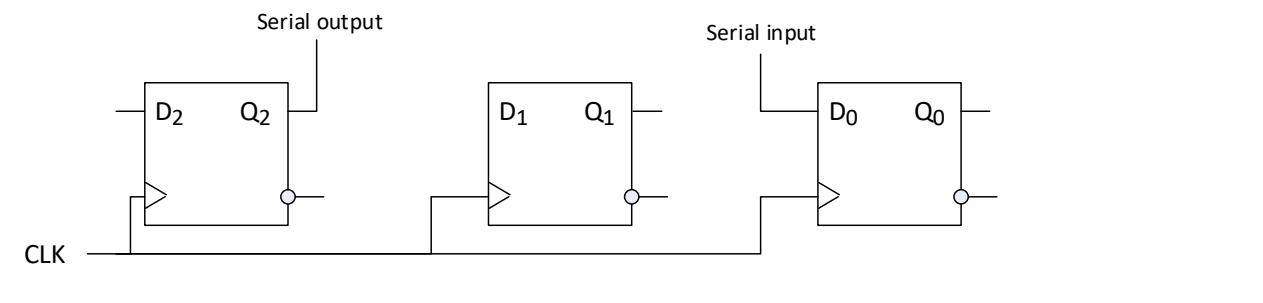 Serial output
Serial input
D2 Q2
D1 Q1
D0 Q0
CLK